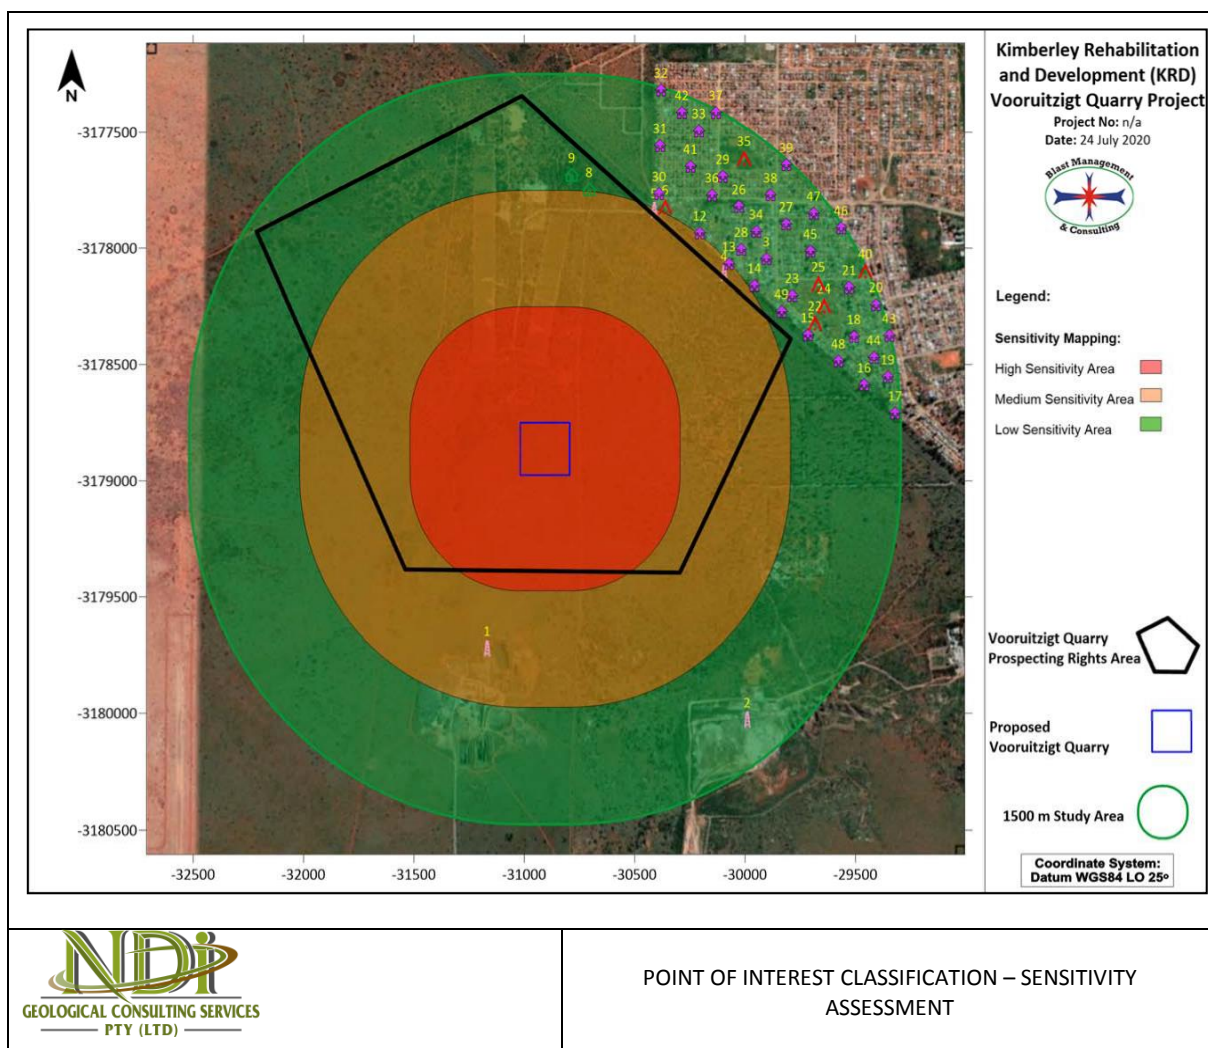 Kimberley Rehabilitation
and Development (KRD)
Vooruitzigt Quarry Project
Project No: n/a
Date: 24 July 2020
Blast Management
& Consulting
Legend:
Sensitivity Mapping:
High Sensitivity Area
Medium Sensitivity Area
Low Sensitivity Area
Vooruitzigt Quarry
Prospecting Rights Area
Proposed
Vooruitzigt Quarry
1500 m Study Area
Coordinate System:
Datum WGS84 LO 25º
N
-3177500
-3178000
-3178500
-3179000
-3179500
-3180000
-3180500
-32500 -32000 -31500 -31000 -30500 -30000 -29500
32
42 37
33
31
35
41 39
29
9
8
30 36 38
26
47
12 34 27 46
28
13 3 45
4
14 25 40
23 24 21
49 20
22
15 18 43
48 44
16 19
17
1
2
NDi
GEOLOGICAL CONSULTING SERVICES
PTY (LTD)
POINT OF INTEREST CLASSIFICATION – SENSITIVITY
ASSESSMENT